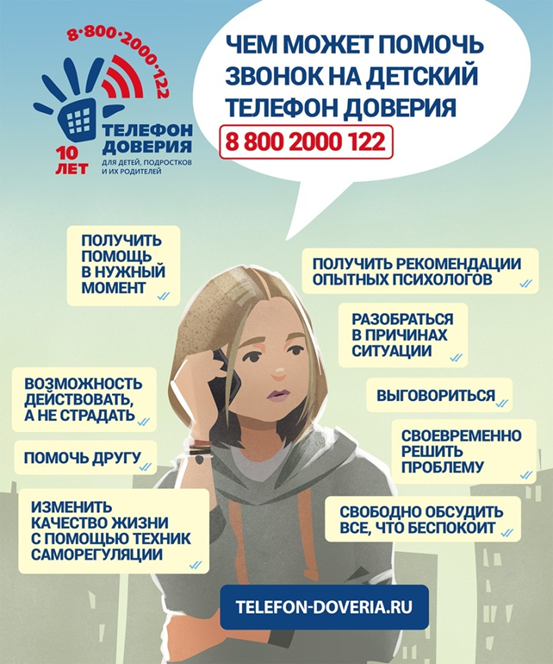 8·800·2000·122
10
ЛЕТ
ТЕЛЕФОН
ДОВЕРИЯ
ДЛЯ ДЕТЕЙ, ПОДРОСТКОВ
И ИХ РОДИТЕЛЕЙ
ЧЕМ МОЖЕТ ПОМОЧЬ
ЗВОНОК НА ДЕТСКИЙ
ТЕЛЕФОН ДОВЕРИЯ
8 800 2000 122
ПОЛУЧИТЬ
ПОМОЩЬ
В НУЖНЫЙ
МОМЕНТ
ПОЛУЧИТЬ РЕКОМЕНДАЦИИ
ОПЫТНЫХ ПСИХОЛОГОВ
РАЗОБРАТЬСЯ
В ПРИЧИНАХ
СИТУАЦИИ
ВОЗМОЖНОСТЬ
ДЕЙСТВОВАТЬ,
А НЕ СТРАДАТЬ
ВЫГОВОРИТЬСЯ
ПОМОЧЬ ДРУГУ
СВОЕВРЕМЕННО
РЕШИТЬ
ПРОБЛЕМУ
ИЗМЕНИТЬ
КАЧЕСТВО ЖИЗНИ
С ПОМОЩЬЮ ТЕХНИК
САМОРЕГУЛЯЦИИ
СВОБОДНО ОБСУДИТЬ
ВСЕ, ЧТО БЕСПОКОИТ
TELEFON-DOVERIA.RU